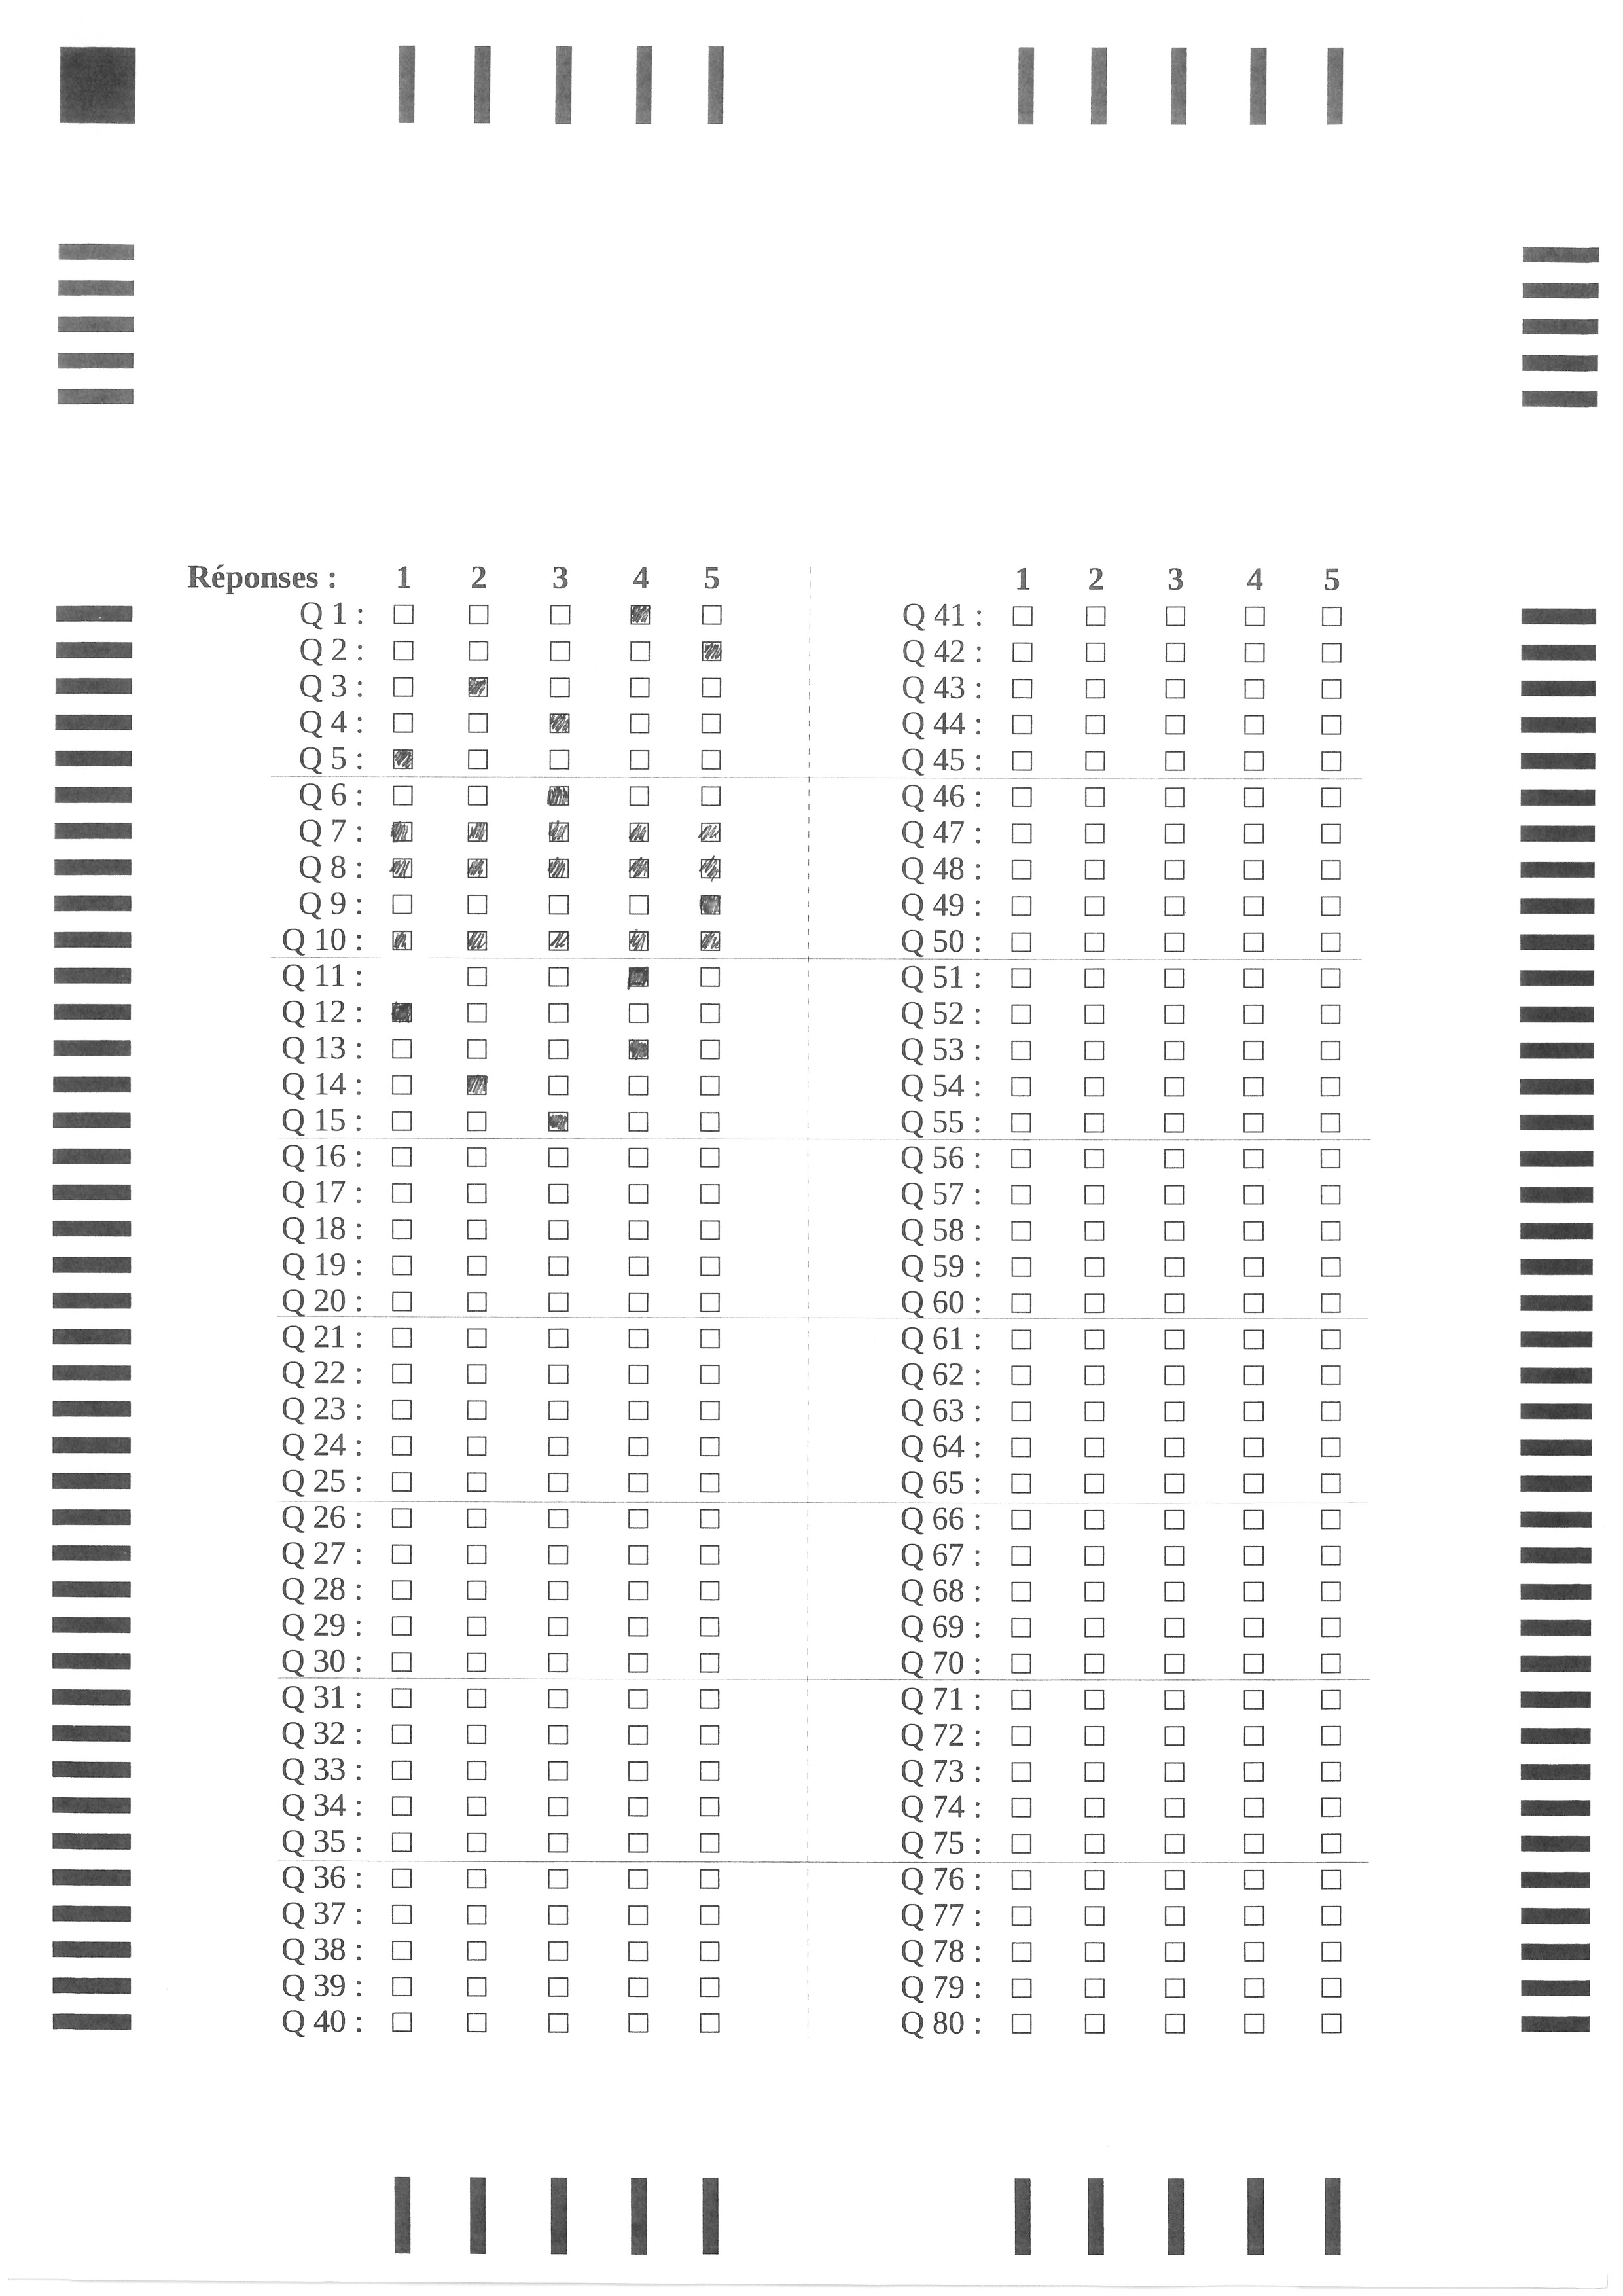 Réponses : 1 2 3 4 5 1 2 3 4 5
Q 1 : Q 41 :
Q 2 : Q 42 :
Q 3 : Q 43 :
Q 4 : Q 44 :
Q 5 : Q 45 :
Q 6 : Q 46 :
Q 7 : Q 47 :
Q 8 : Q 48 :
Q 9 : Q 49 :
Q 10 : Q 50 :
Q 11 : Q 51 :
Q 12 : Q 52 :
Q 13 : Q 53 :
Q 14 : Q 54 :
Q 15 : Q 55 :
Q 16 : Q 56 :
Q 17 : Q 57 :
Q 18 : Q 58 :
Q 19 : Q 59 :
Q 20 : Q 60 :
Q 21 : Q 61 :
Q 22 : Q 62 :
Q 23 : Q 63 :
Q 24 : Q 64 :
Q 25 : Q 65 :
Q 26 : Q 66 :
Q 27 : Q 67 :
Q 28 : Q 68 :
Q 29 : Q 69 :
Q 30 : Q 70 :
Q 31 : Q 71 :
Q 32 : Q 72 :
Q 33 : Q 73 :
Q 34 : Q 74 :
Q 35 : Q 75 :
Q 36 : Q 76 :
Q 37 : Q 77 :
Q 38 : Q 78 :
Q 39 : Q 79 :
Q 40 : Q 80 :